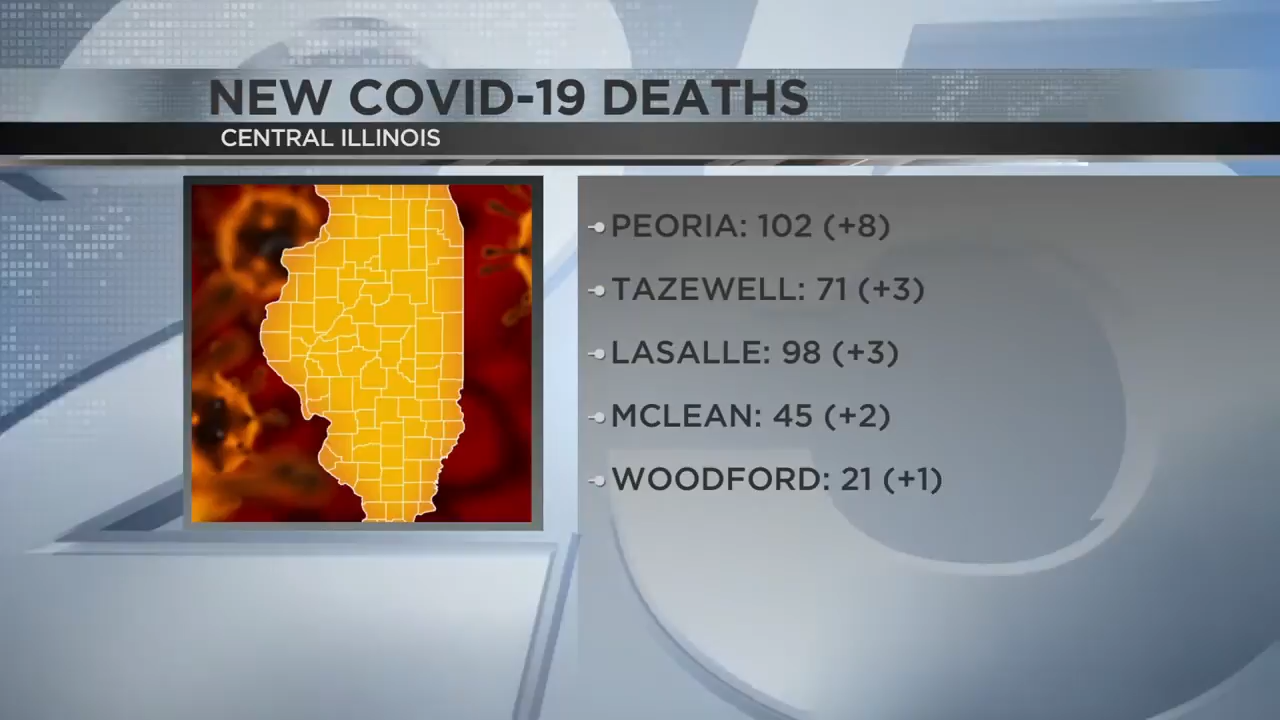 NEW COVID-19 DEATHS
CENTRAL ILLINOIS
PEORIA: 102 (+8)
TAZEWELL: 71 (+3)
LASALLE: 98 (+3)
MCLEAN: 45 (+2)
WOODFORD: 21 (+1)